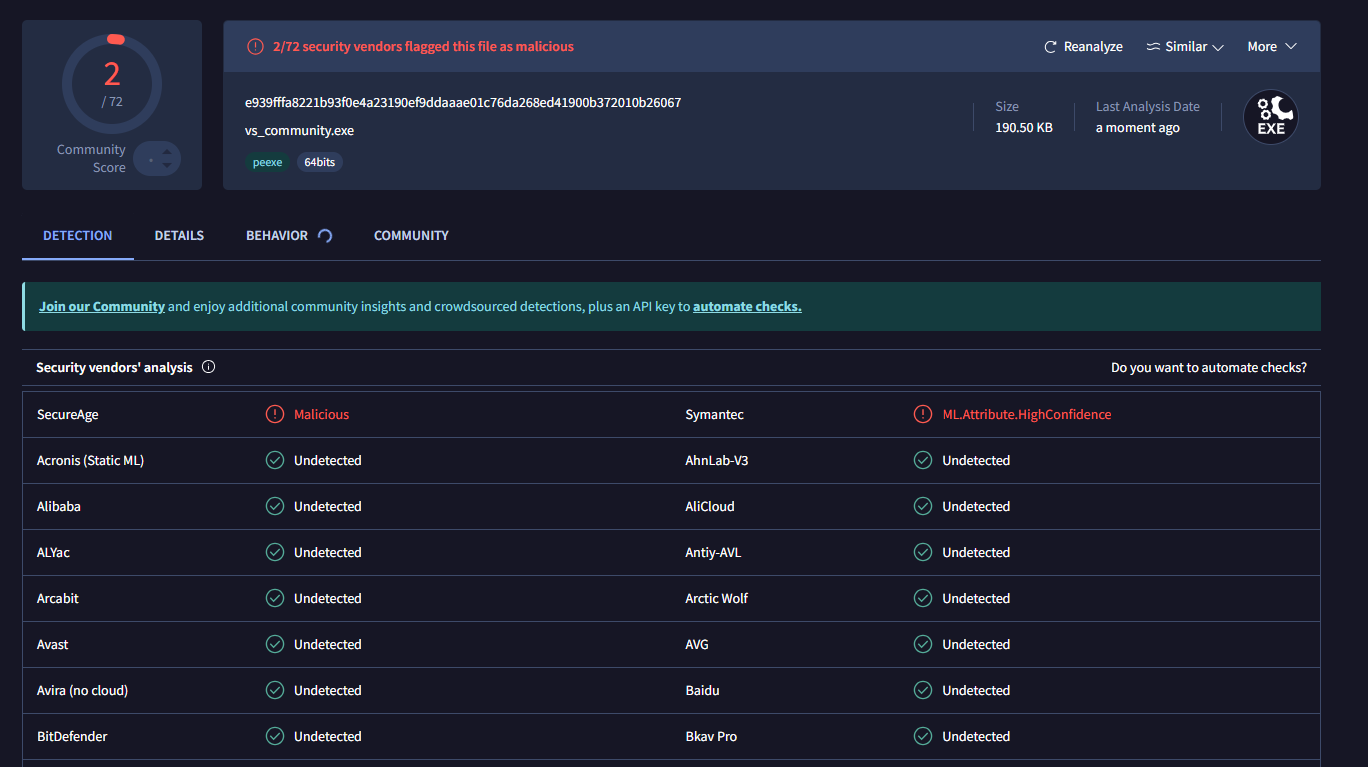 2
/ 72
Community
Score
2/72 security vendors flagged this file as malicious
Reanalyze
Similar
More
e939fffa8221b93f0e4a23190ef9ddaaae01c76da268ed41900b372010b26067
vs_community.exe
peexe
64bits
Size
190.50 KB
Last Analysis Date
a moment ago
EXE
DETECTION
DETAILS
BEHAVIOR
COMMUNITY
Join our Community and enjoy additional community insights and crowdsourced detections, plus an API key to automate checks.
Security vendors' analysis
Do you want to automate checks?
SecureAge
Malicious
Symantec
ML.Attribute.HighConfidence
Acronis (Static ML)
Undetected
AhnLab-V3
Undetected
Alibaba
Undetected
AliCloud
Undetected
ALYac
Undetected
Antiy-AVL
Undetected
Arcabit
Undetected
Arctic Wolf
Undetected
Avast
Undetected
AVG
Undetected
Avira (no cloud)
Undetected
Baidu
Undetected
BitDefender
Undetected
Bkav Pro
Undetected